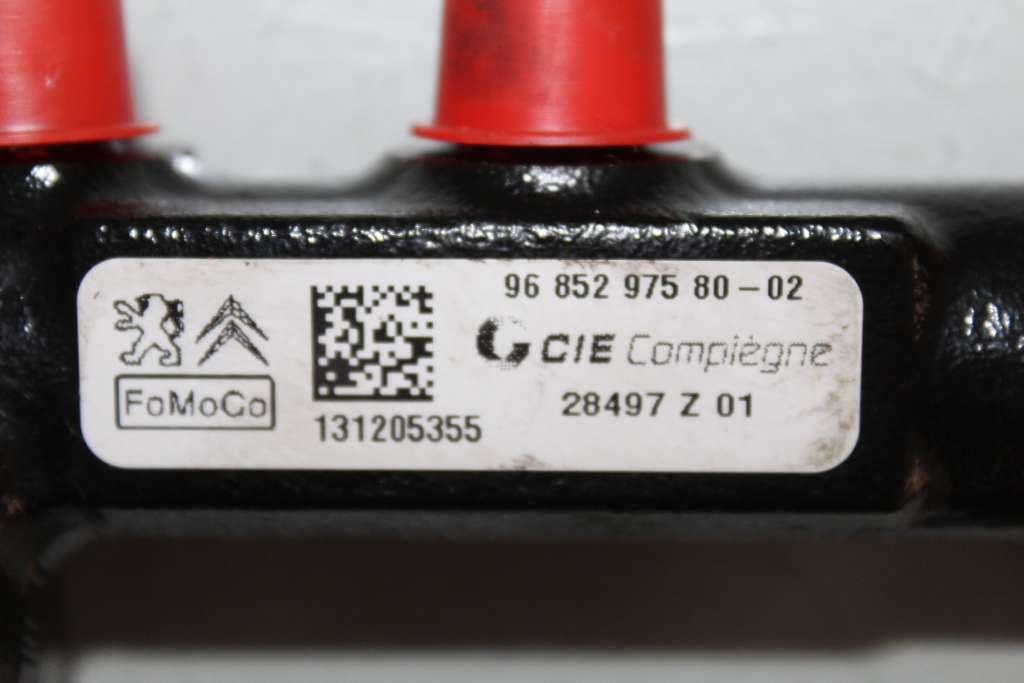 96 852 975 80-02
CIE Compiègne
28497 Z 01
FoMoCo
131205355